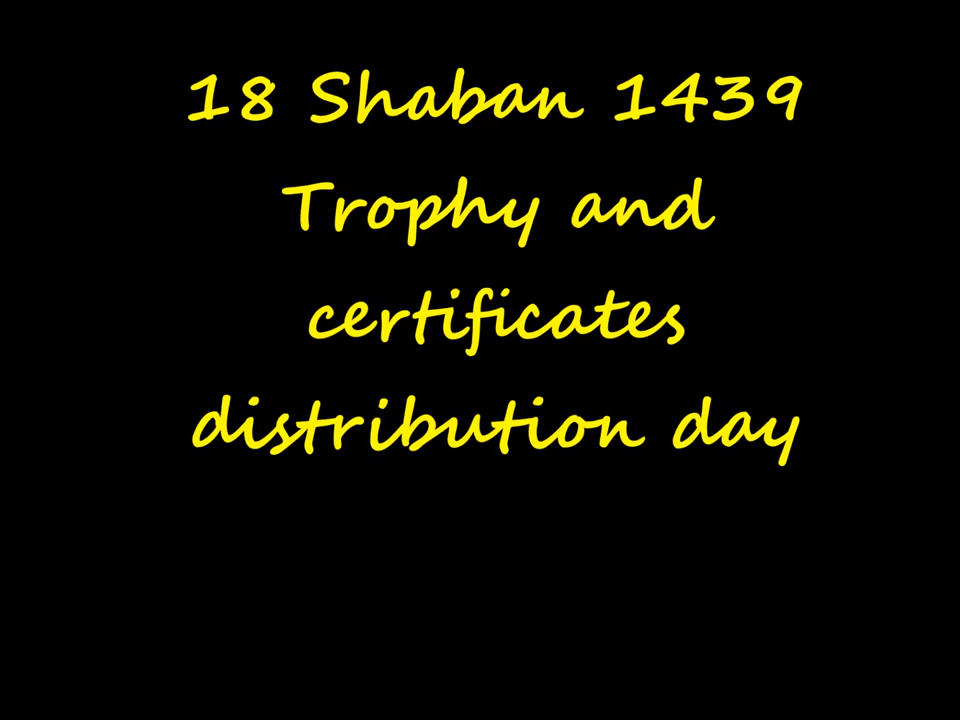 18 Shaban 1439
Trophy and
certificates
distribution day